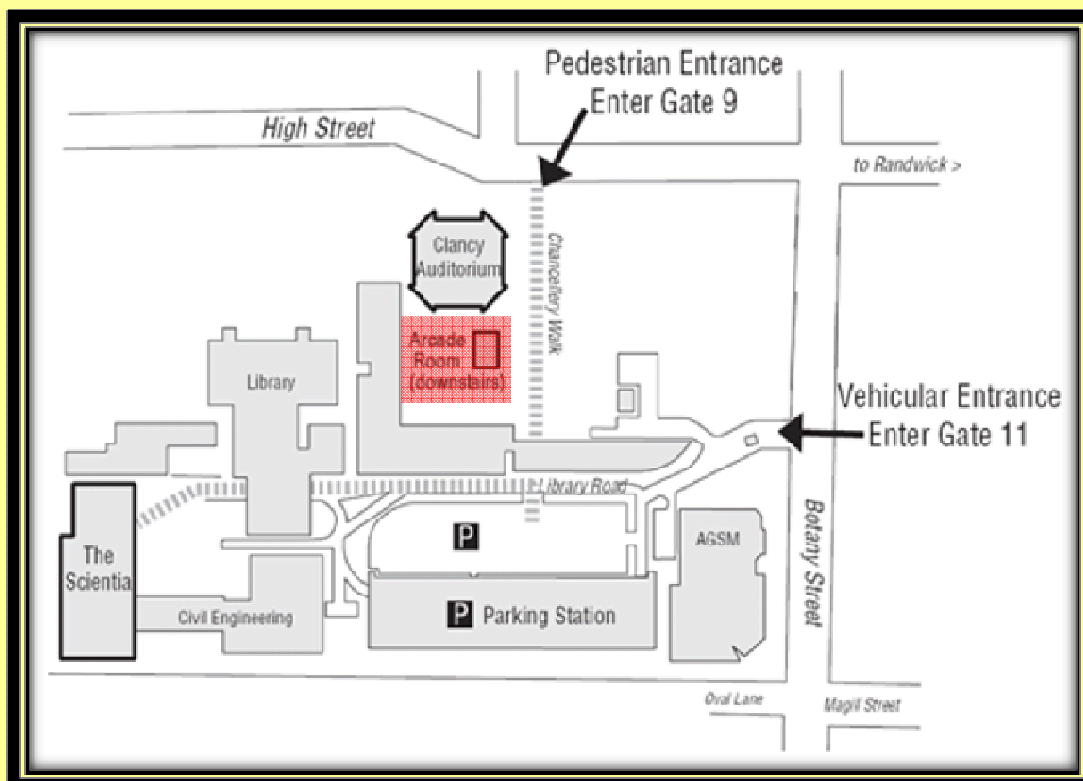 Pedestrian Entrance
Enter Gate 9
High Street
to Randwick >
Clancy
Auditorium
Chancellery Walk
Arcade
Room
(downstairs)
Library
Vehicular Entrance
Enter Gate 11
Library Road
Botany Street
P
AGSM
The
Scientia
Civil Engineering
P Parking Station
Oval Lane
Magill Street